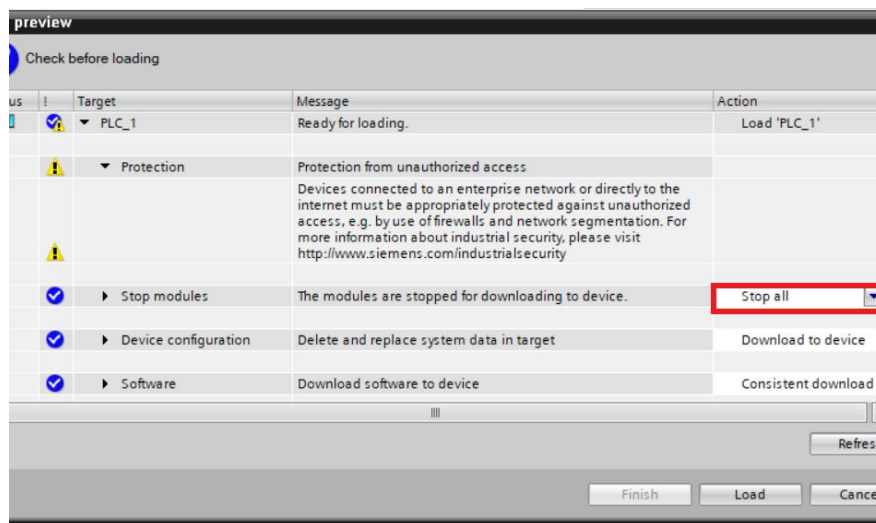 preview
Check before loading
us ! Target Message Action
PLC_1 Ready for loading. Load 'PLC_1'
Protection Protection from unauthorized access
Devices connected to an enterprise network or directly to the
internet must be appropriately protected against unauthorized
access, e.g. by use of firewalls and network segmentation. For
more information about industrial security, please visit
http://www.siemens.com/industrialsecurity
Stop modules The modules are stopped for downloading to device. Stop all
Device configuration Delete and replace system data in target Download to device
Software Download software to device Consistent download
Refres
Finish Load Cance